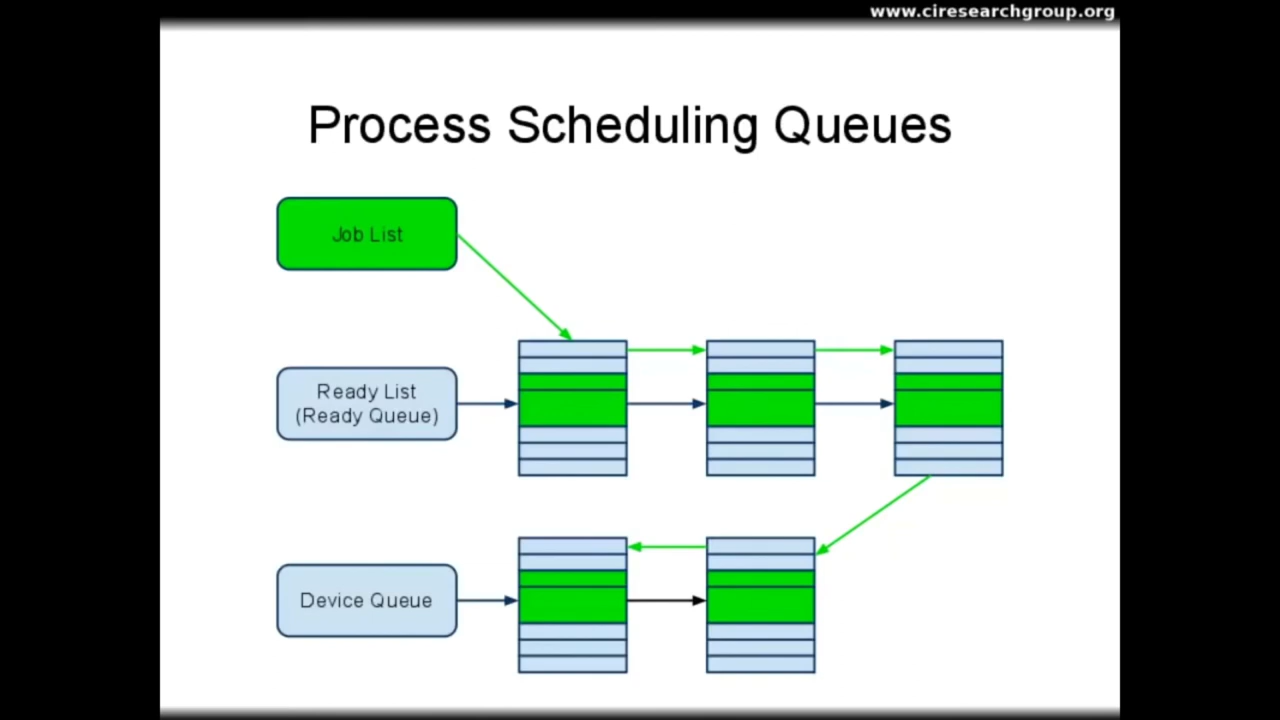 www.ciresearchgroup.org
Process Scheduling Queues
Job List
Ready List
(Ready Queue)
Device Queue